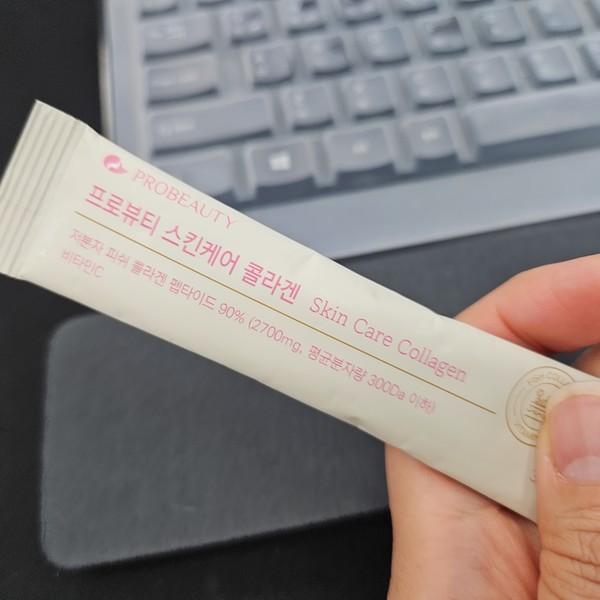 PROBEAUTY
프로뷰티 스킨케어 콜라겐 Skin Care Collagen
저분자 피쉬 콜라겐 펩타이드 90% (2700mg, 평균분자량 300Da 이하)
비타민C